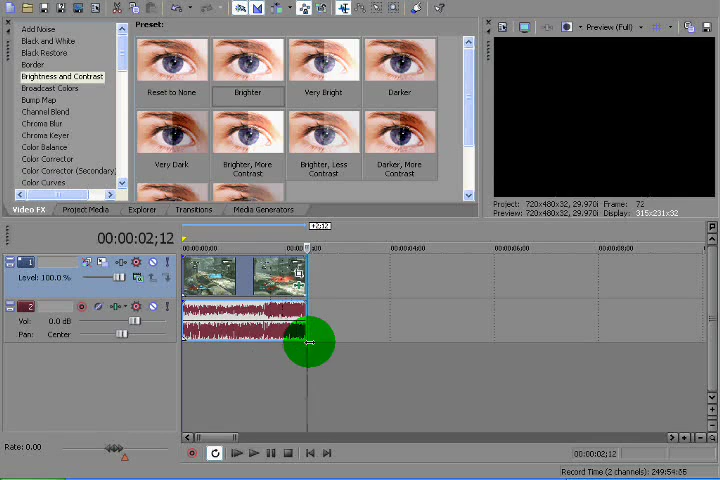 Preset:
Preview (Full)
Add Noise
Black and White
Black Restore
Border
Brightness and Contrast
Broadcast Colors
Bump Map
Channel Blend
Chroma Blur
Chroma Keyer
Color Balance
Color Corrector
Color Corrector (Secondary)
Color Curves
Reset to None
Brighter
Very Bright
Darker
Very Dark
Brighter, More Contrast
Brighter, Less Contrast
Darker, More Contrast
Project: 720x480x32, 29.970i Frame: 72
Preview: 720x480x32, 29.970i Display: 315x231x32
Video FX
Project Media
Explorer
Transitions
Media Generators
+2;12
00:00:02;12
00:00:00;00
00:00:04;00
00:00:06;00
00:00:08;00
1
Level: 100.0 %
2
Vol: 0.0 dB
Pan: Center
Rate: 0.00
00:00:02;12
Record Time (2 channels): 249:54:05